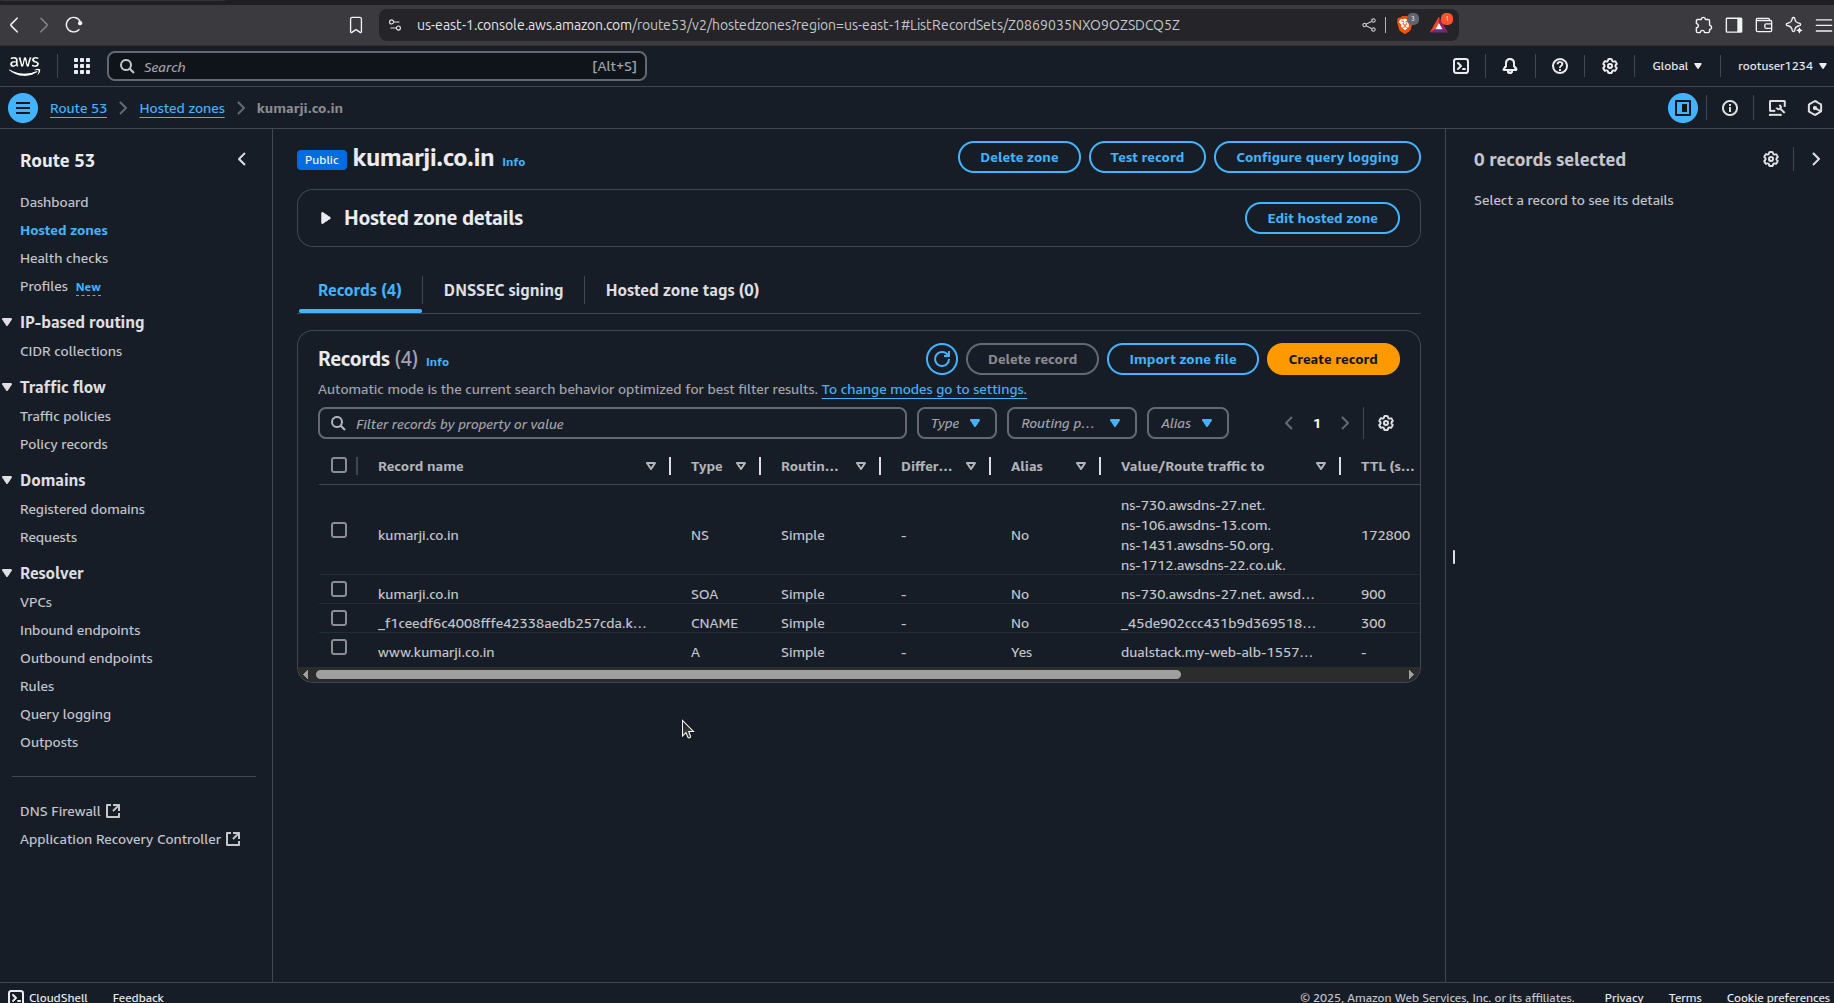 us-east-1.console.aws.amazon.com/route53/v2/hostedzones?region=us-east-1#ListRecordSets/Z0869035NXO9OZSDCQ5Z
3
1
aws
Search
[Alt+S]
Global
rootuser1234
Route 53
Hosted zones
kumarji.co.in
Route 53
Dashboard
Hosted zones
Health checks
Profiles New
IP-based routing
CIDR collections
Traffic flow
Traffic policies
Policy records
Domains
Registered domains
Requests
Resolver
VPCs
Inbound endpoints
Outbound endpoints
Rules
Query logging
Outposts
DNS Firewall
Application Recovery Controller
Public kumarji.co.in Info
Delete zone
Test record
Configure query logging
Hosted zone details
Edit hosted zone
Records (4)
DNSSEC signing
Hosted zone tags (0)
Records (4) Info
Delete record
Import zone file
Create record
Automatic mode is the current search behavior optimized for best filter results. To change modes go to settings.
Filter records by property or value
Type
Routing p...
Alias
1
Record name Type Routin... Differ... Alias Value/Route traffic to TTL (s...
ns-730.awsdns-27.net.
ns-106.awsdns-13.com.
kumarji.co.in NS Simple - No 172800
ns-1431.awsdns-50.org.
ns-1712.awsdns-22.co.uk.
kumarji.co.in SOA Simple - No ns-730.awsdns-27.net. awsd... 900
_f1ceedf6c4008fffe42338aedb257cda.k... CNAME Simple - No _45de902ccc431b9d369518... 300
www.kumarji.co.in A Simple - Yes dualstack.my-web-alb-1557... -
0 records selected
Select a record to see its details
CloudShell
Feedback
© 2025, Amazon Web Services, Inc. or its affiliates.
Privacy
Terms
Cookie preferences